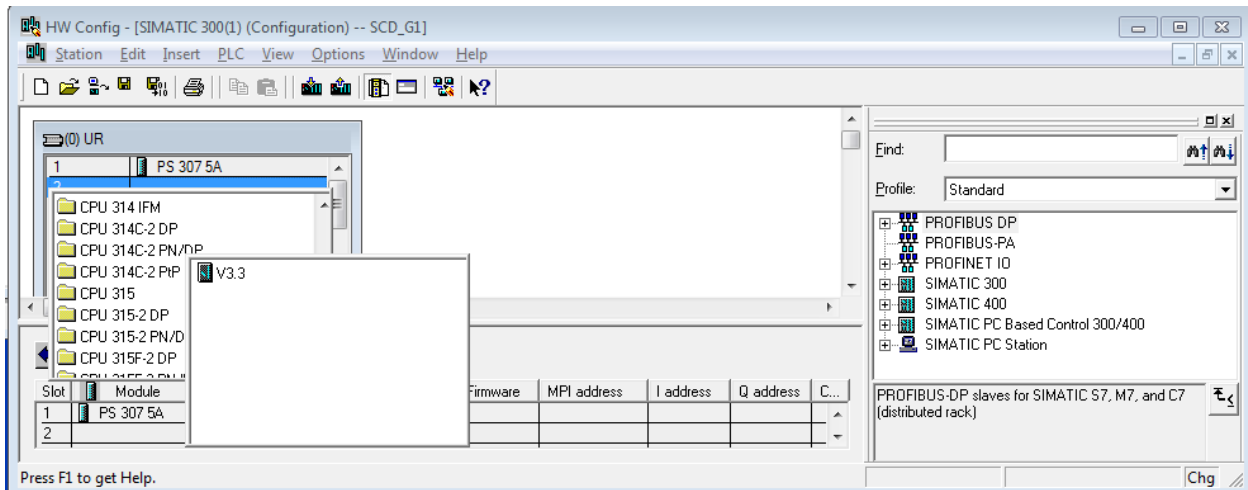 HW Config - [SIMATIC 300(1) (Configuration) -- SCD_G1]
Station Edit Insert PLC View Options Window Help
(0) UR
1 PS 307 5A
2
CPU 314 IFM
CPU 314C-2 DP
CPU 314C-2 PN/DP
CPU 314C-2 PtP
CPU 315
CPU 315-2 DP
CPU 315-2 PN/D
CPU 315F-2 DP
V3.3
Slot Module Firmware MPI address I address Q address C...
1 PS 307 5A
2
Find:
Profile: Standard
PROFIBUS DP
PROFIBUS-PA
PROFINET IO
SIMATIC 300
SIMATIC 400
SIMATIC PC Based Control 300/400
SIMATIC PC Station
PROFIBUS-DP slaves for SIMATIC S7, M7, and C7
(distributed rack)
Press F1 to get Help.
Chg